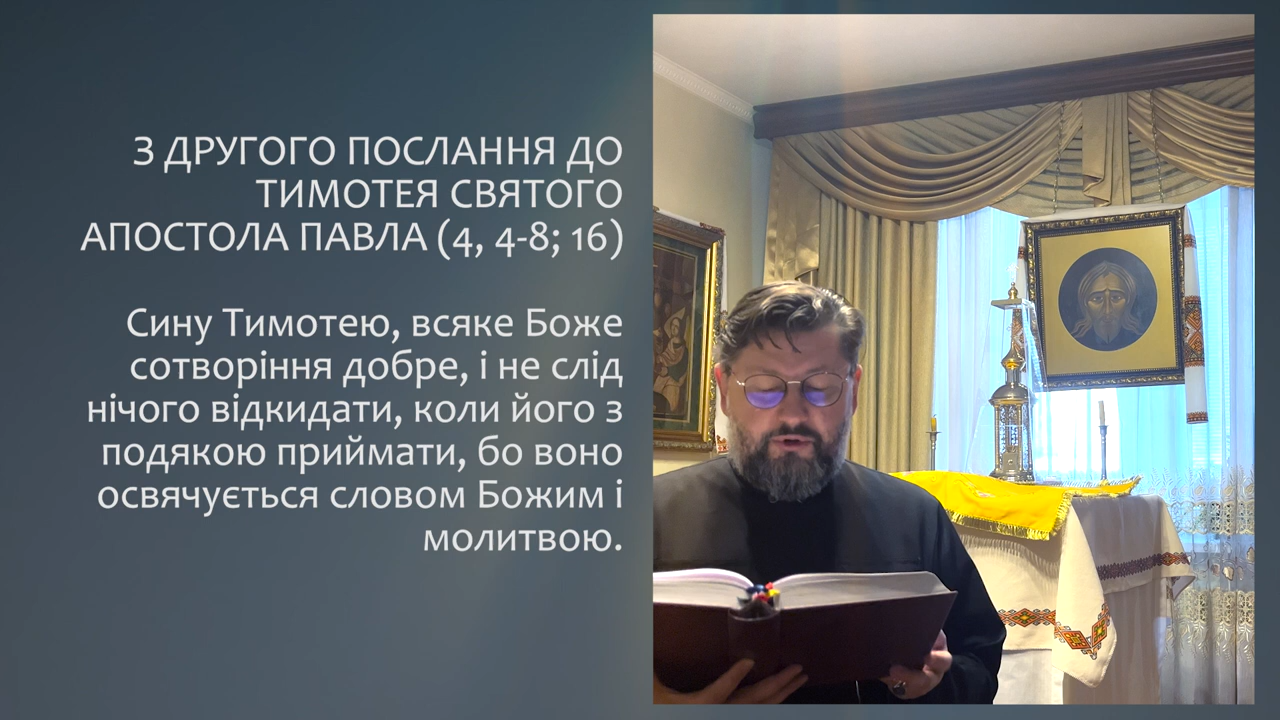 З ДРУГОГО ПОСЛАННЯ ДО
ТИМОТЕЯ СВЯТОГО
АПОСТОЛА ПАВЛА (4, 4-8; 16)
Сину Тимотею, всяке Боже
сотворіння добре, і не слід
нічого відкидати, коли його з
подякою приймати, бо воно
освячується словом Божим і
молитвою.